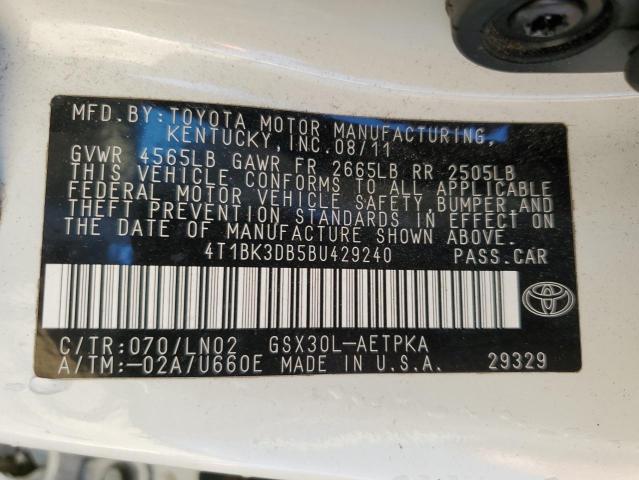 MFD.BY:TOYOTA MOTOR MANUFACTURING,
KENTUCKY,INC.08/11
GVWR 4565LB GAWR FR 2665LB RR 2505LB
THIS VEHICLE CONFORMS TO ALL APPLICABLE
FEDERAL MOTOR VEHICLE SAFETY, BUMPER AND
THEFT PREVENTION STANDARDS IN EFFECT ON
THE DATE OF MANUFACTURE SHOWN ABOVE.
4T1BK3DB5BU429240 PASS.CAR
C/TR:070/LN02 GSX30L-AETPKA
A/TM:-02A/U660E MADE IN U.S.A. 29329